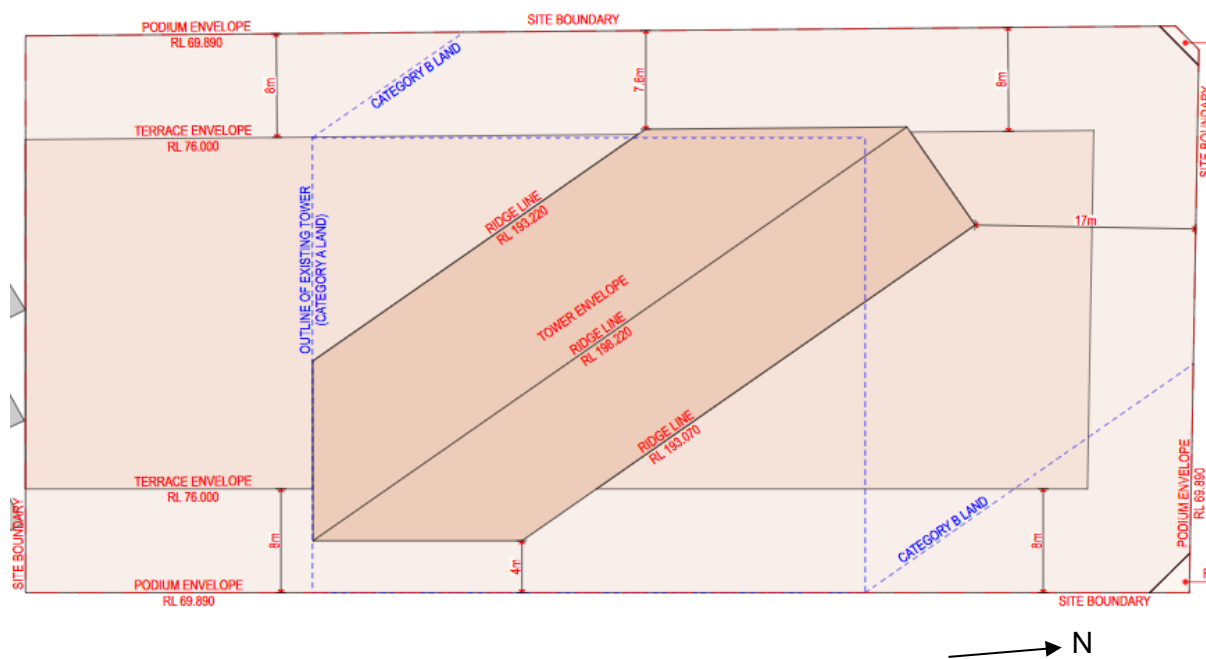 SITE BOUNDARY
PODIUM ENVELOPE
RL 69.890
CATEGORY B LAND
8m
7.6m
8m
SITE BOUNDARY
TERRACE ENVELOPE
RL 76.000
OUTLINE OF EXISTING TOWER
(CATEGORY A LAND)
RIDGE LINE
RL 193.220
17m
TOWER ENVELOPE
RIDGE LINE
RL 198.220
RIDGE LINE
RL 193.070
TERRACE ENVELOPE
RL 76.000
PODIUM ENVELOPE
RL 69.890
CATEGORY B LAND
SITE BOUNDARY
8m
4m
8m
PODIUM ENVELOPE
RL 69.890
SITE BOUNDARY
N